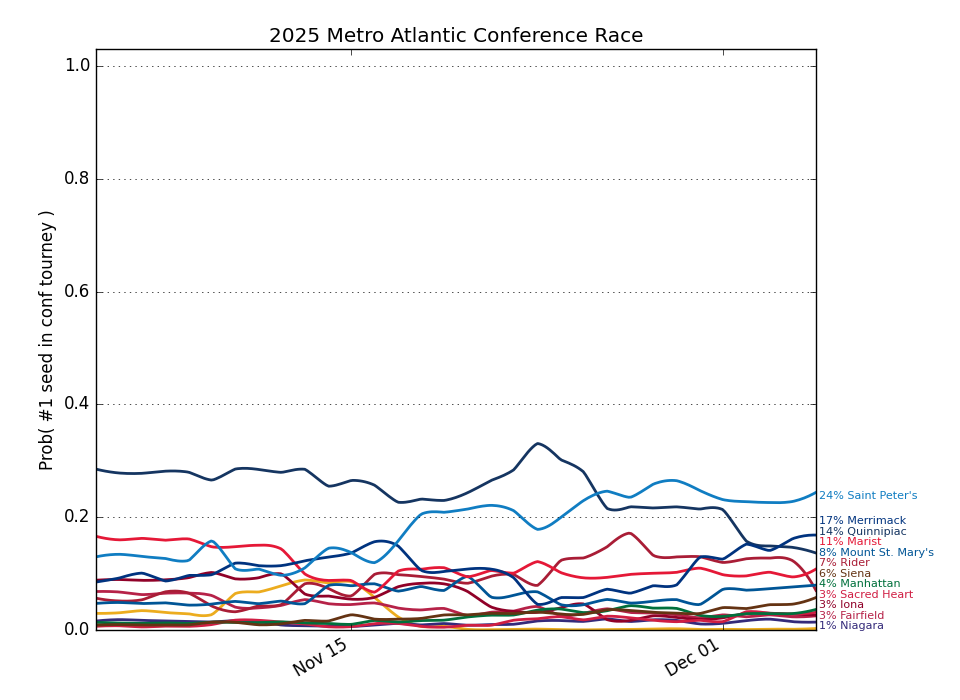 2025 Metro Atlantic Conference Race
Prob( #1 seed in conf tourney )
1.0
0.8
0.6
0.4
0.2
0.0
Nov 15
Dec 01
24% Saint Peter's
17% Merrimack
14% Quinnipiac
11% Marist
8% Mount St. Mary's
7% Rider
6% Siena
4% Manhattan
3% Sacred Heart
3% Iona
3% Fairfield
1% Niagara